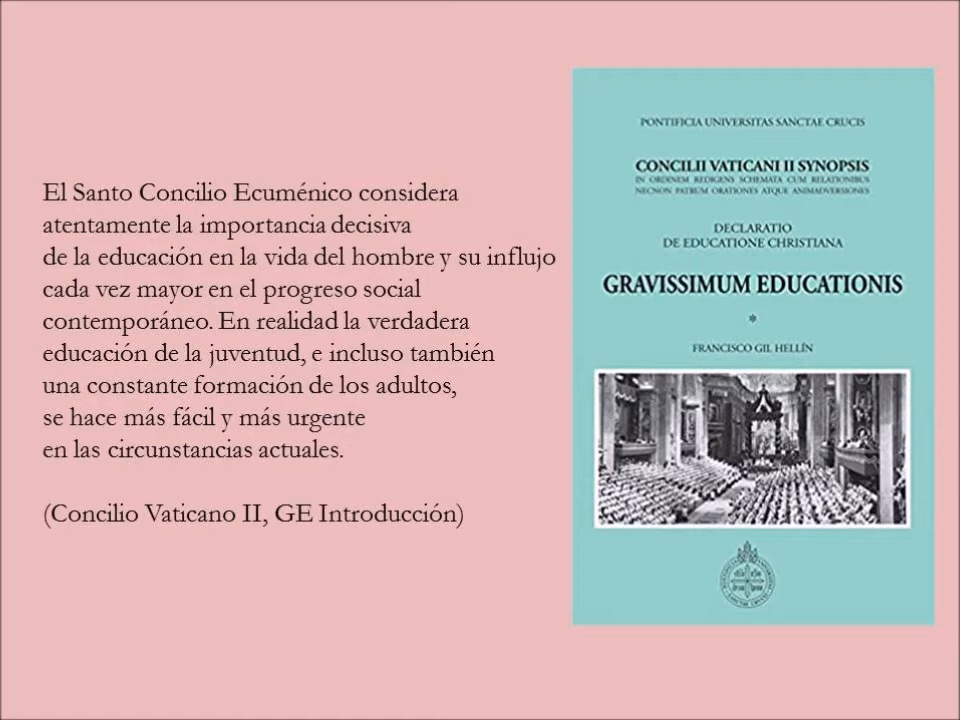 El Santo Concilio Ecuménico considera
atentamente la importancia decisiva
de la educación en la vida del hombre y su influjo
cada vez mayor en el progreso social
contemporáneo. En realidad la verdadera
educación de la juventud, e incluso también
una constante formación de los adultos,
se hace más fácil y más urgente
en las circunstancias actuales.
(Concilio Vaticano II, GE Introducción)
PONTIFICIA UNIVERSITAS SANCTAE CRUCIS
CONCILII VATICANI II SYNOPSIS
IN ORDINEM REDIGENS SCHEMATA CUM RELATIONIBUS
NECNON PATRUM ORATIONES ATQUE ANIMADVERSIONES
DECLARATIO
DE EDUCATIONE CHRISTIANA
GRAVISSIMUM EDUCATIONIS
*
FRANCISCO GIL HELLÍN